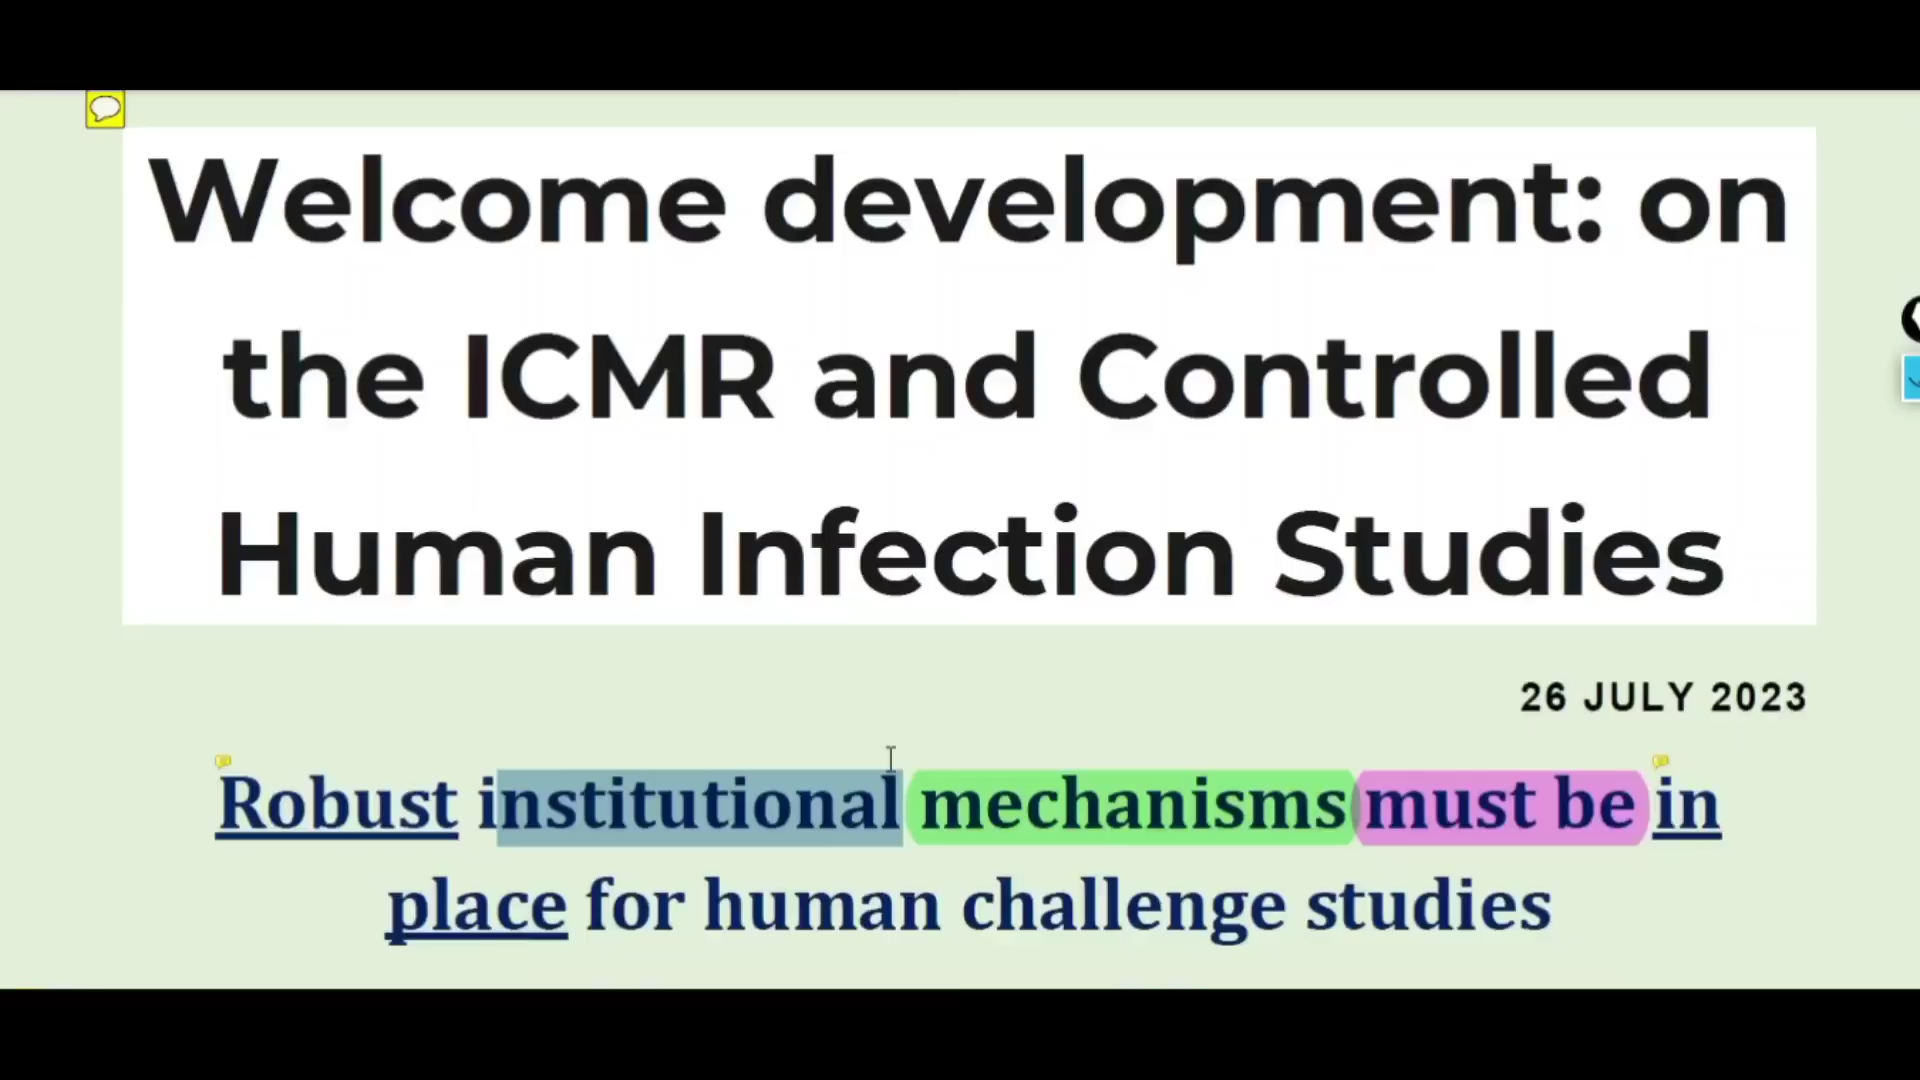 Welcome development: on
the ICMR and Controlled
Human Infection Studies
26 JULY 2023
Robust institutional mechanisms must be in
place for human challenge studies